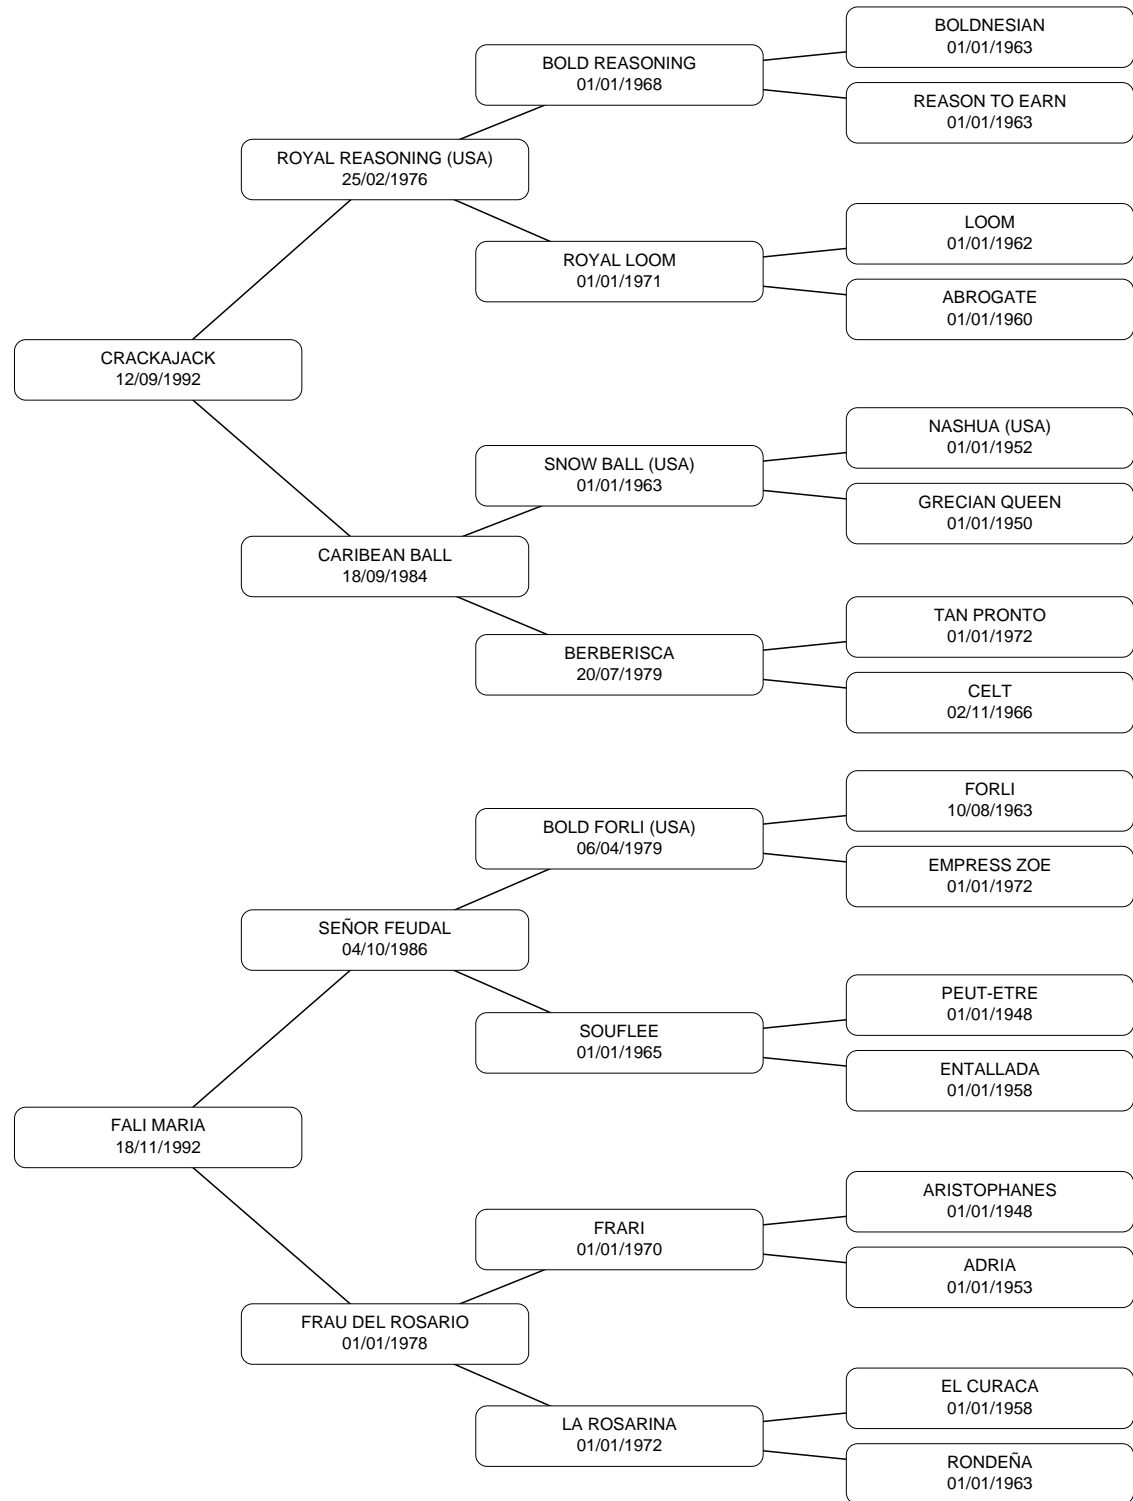 BOLDNESIAN
01/01/1963
BOLD REASONING
01/01/1968
REASON TO EARN
01/01/1963
ROYAL REASONING (USA)
25/02/1976
LOOM
01/01/1962
ROYAL LOOM
01/01/1971
ABROGATE
01/01/1960
CRACKAJACK
12/09/1992
NASHUA (USA)
01/01/1952
SNOW BALL (USA)
01/01/1963
GRECIAN QUEEN
01/01/1950
CARIBEAN BALL
18/09/1984
TAN PRONTO
01/01/1972
BERBERISCA
20/07/1979
CELT
02/11/1966
FORLI
10/08/1963
BOLD FORLI (USA)
06/04/1979
EMPRESS ZOE
01/01/1972
SEÑOR FEUDAL
04/10/1986
PEUT-ETRE
01/01/1948
SOUFLEE
01/01/1965
ENTALLADA
01/01/1958
FALI MARIA
18/11/1992
ARISTOPHANES
01/01/1948
FRARI
01/01/1970
ADRIA
01/01/1953
FRAU DEL ROSARIO
01/01/1978
EL CURACA
01/01/1958
LA ROSARINA
01/01/1972
RONDEÑA
01/01/1963